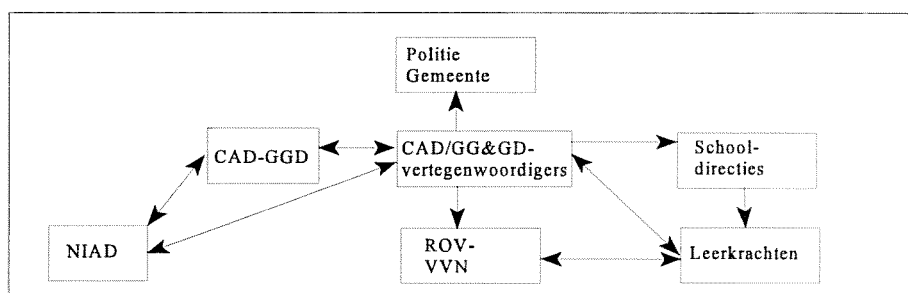 Politie
Gemeente
CAD-GGD
CAD/GG&GD-
vertegenwoordigers
School-
directies
NIAD
ROV-
VVN
Leerkrachten